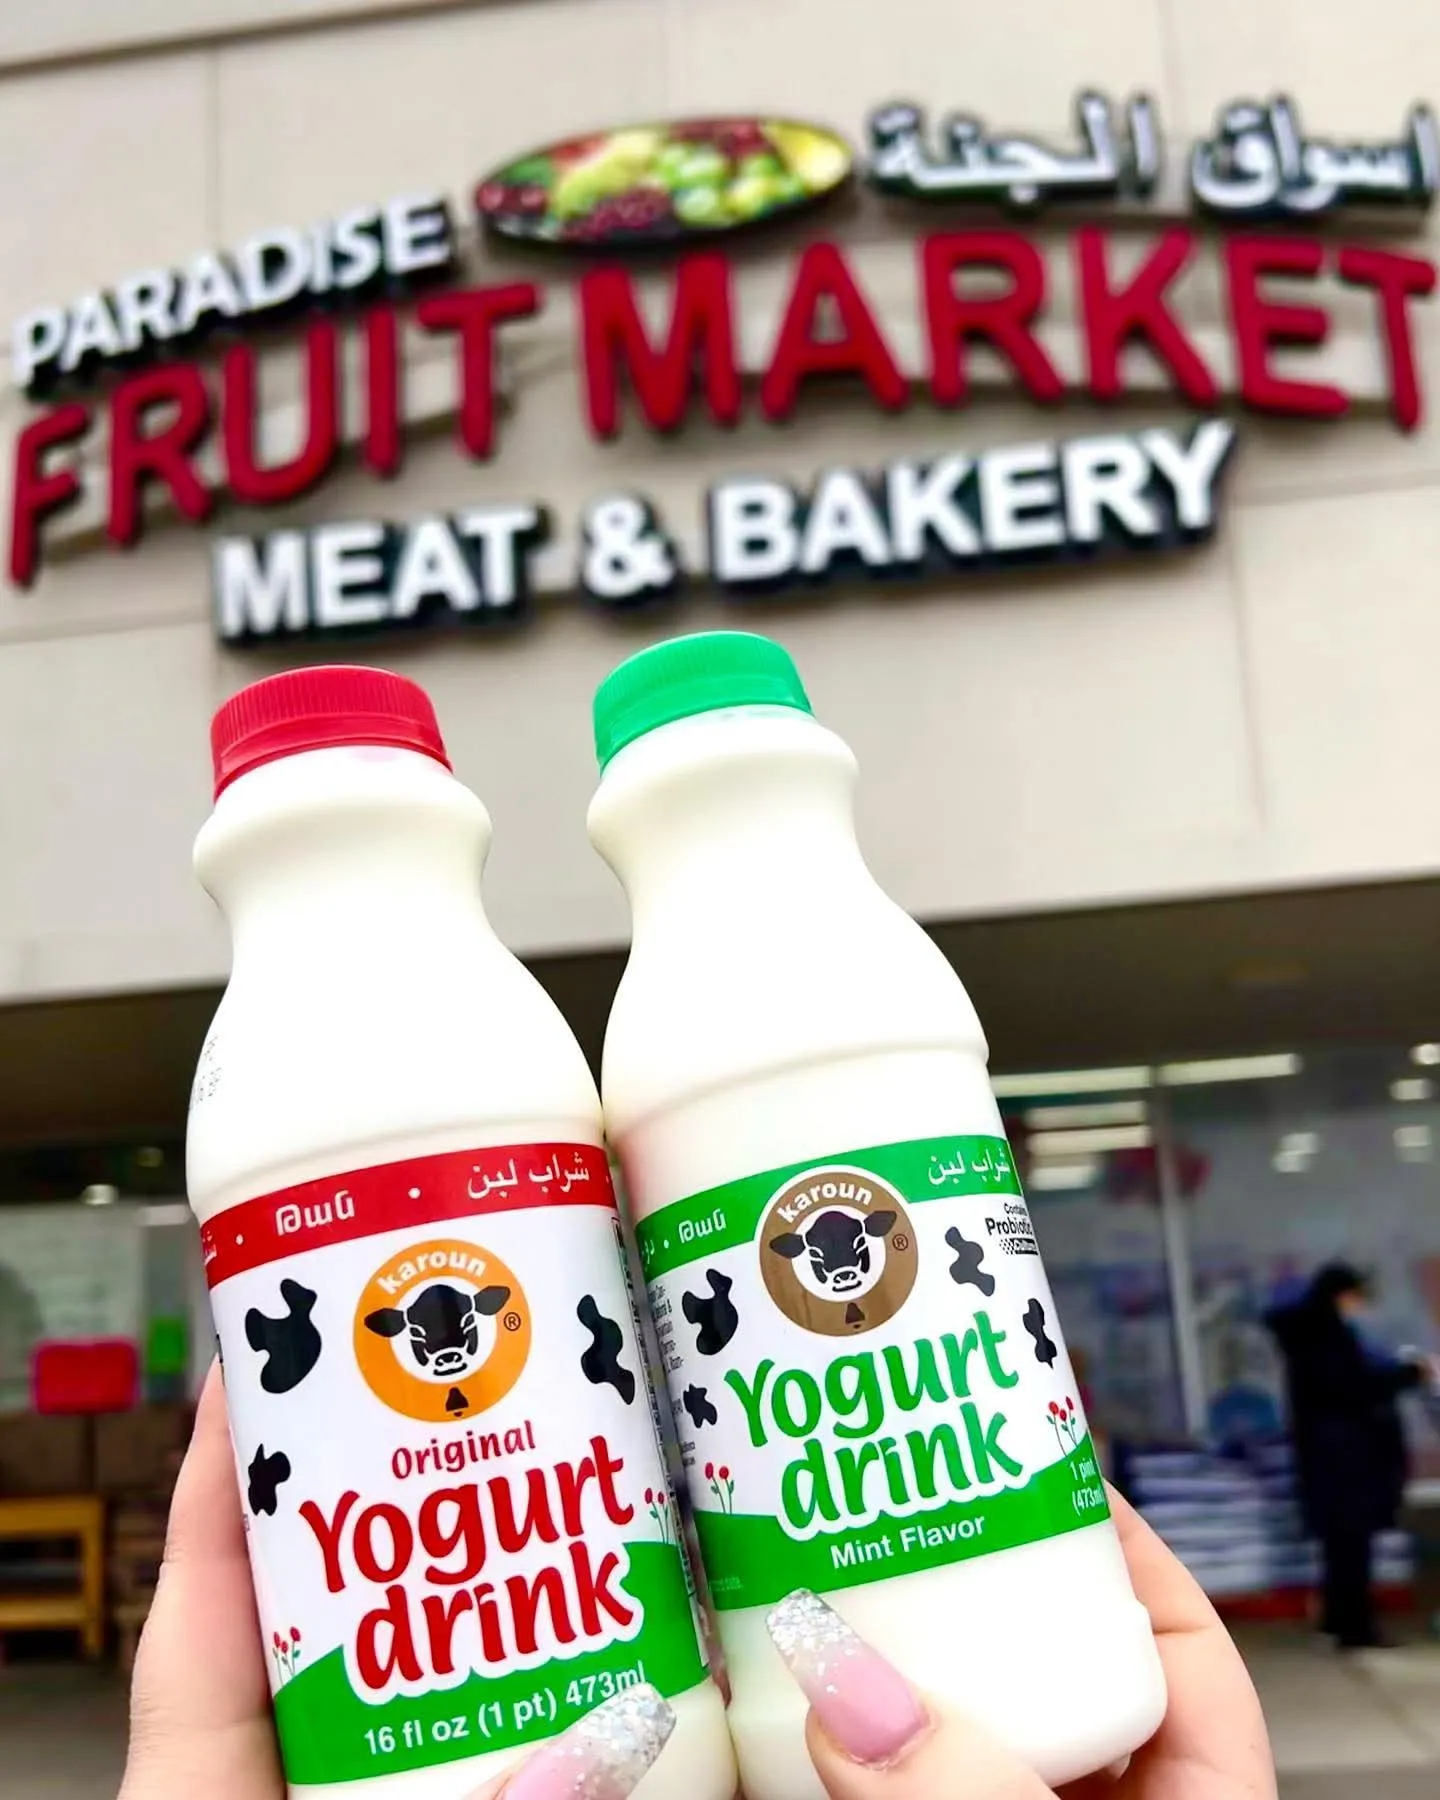 PARADISE
اسواق الجنة
FRUIT MARKET
MEAT & BAKERY
Թան • شراب لبن
karoun
®
Original
Yogurt
drink
16 fl oz (1 pt) 473ml
Թան
شراب لبن
karoun
®
Probiotic
Yogurt
drink
Mint Flavor
1 pint
(473ml